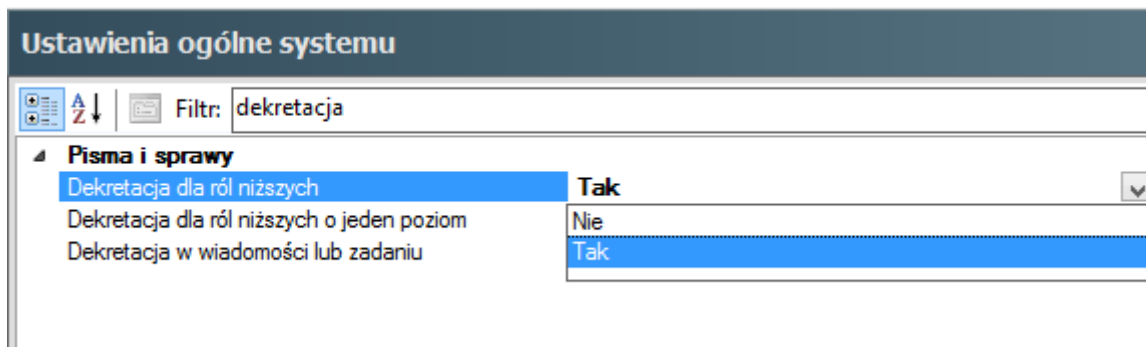 Ustawienia ogólne systemu
Filtr: dekretacja
Pisma i sprawy
Dekretacja dla ról niższych Tak
Dekretacja dla ról niższych o jeden poziom Nie
Dekretacja w wiadomości lub zadaniu Tak